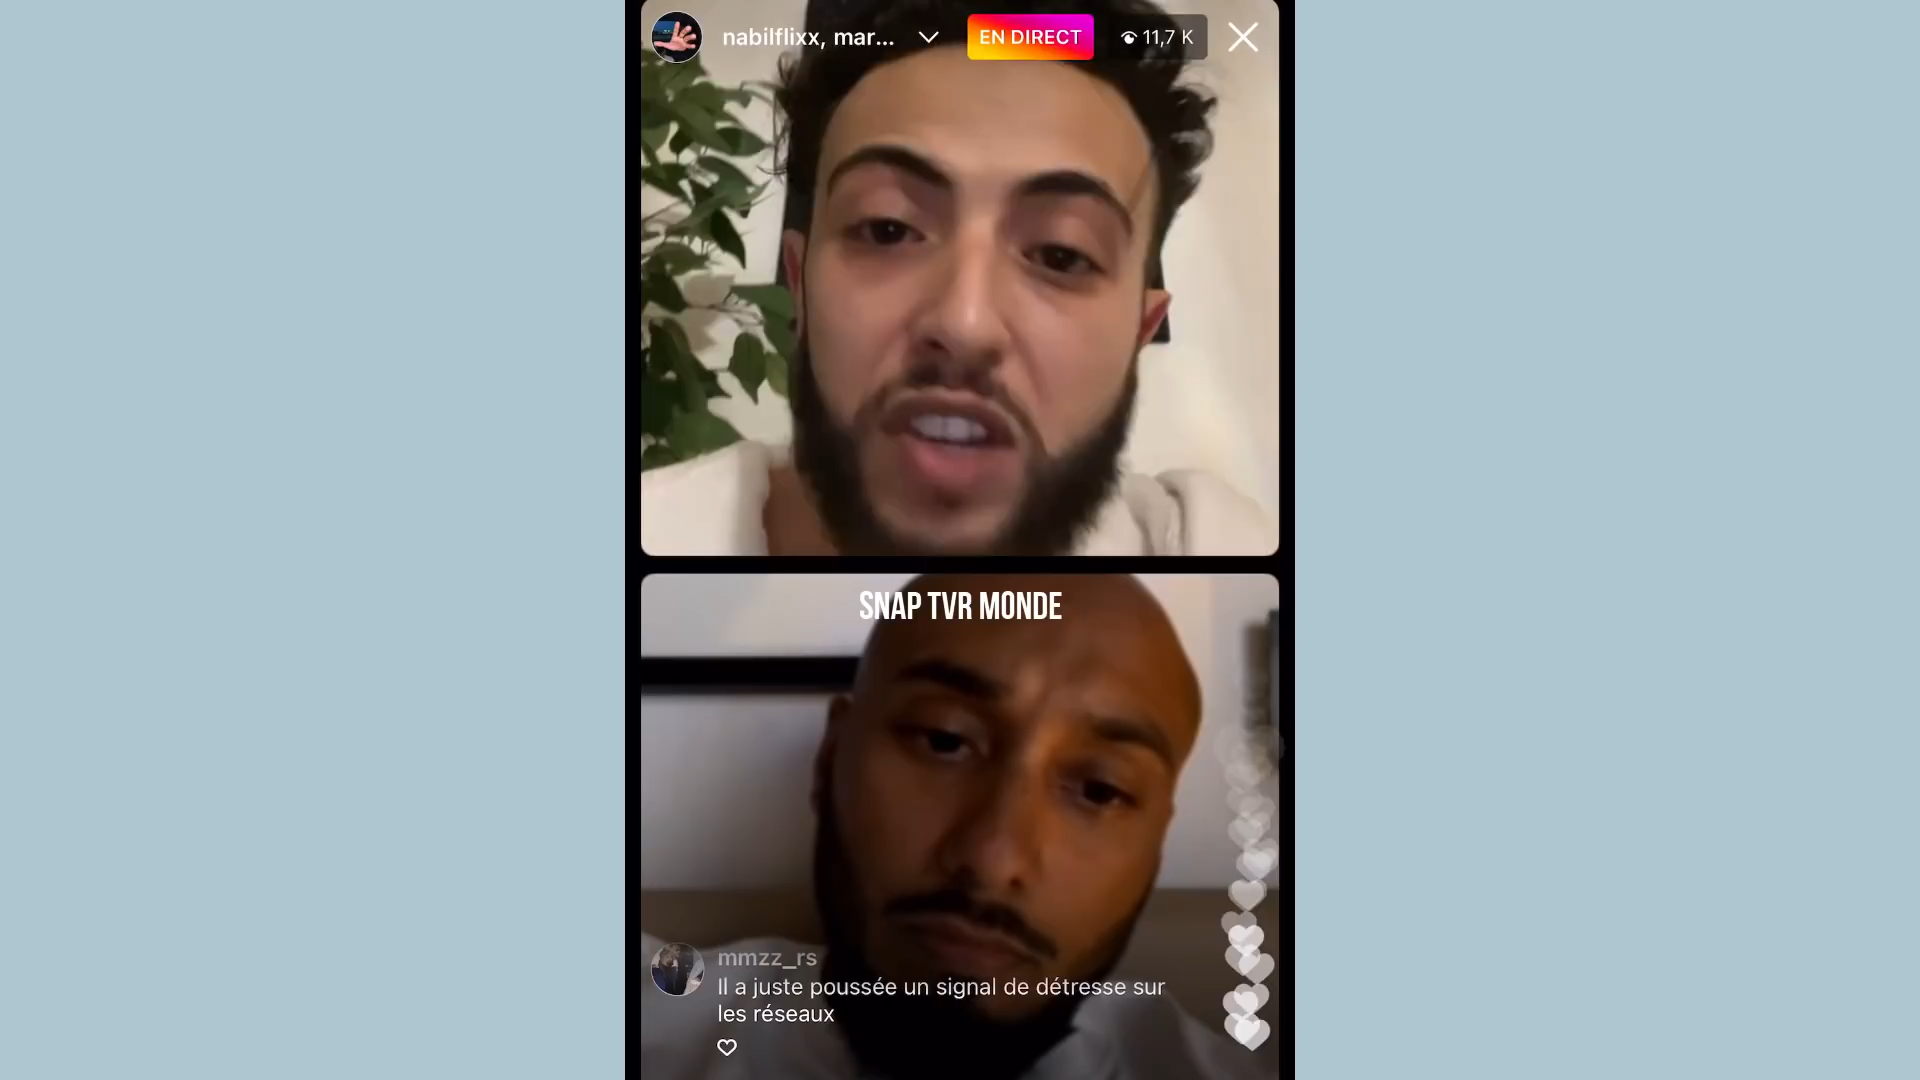 nabilflixx, mar...
EN DIRECT
11,7 K
SNAP TVR MONDE
mmzz_rs
Il a juste poussée un signal de détresse sur
les réseaux